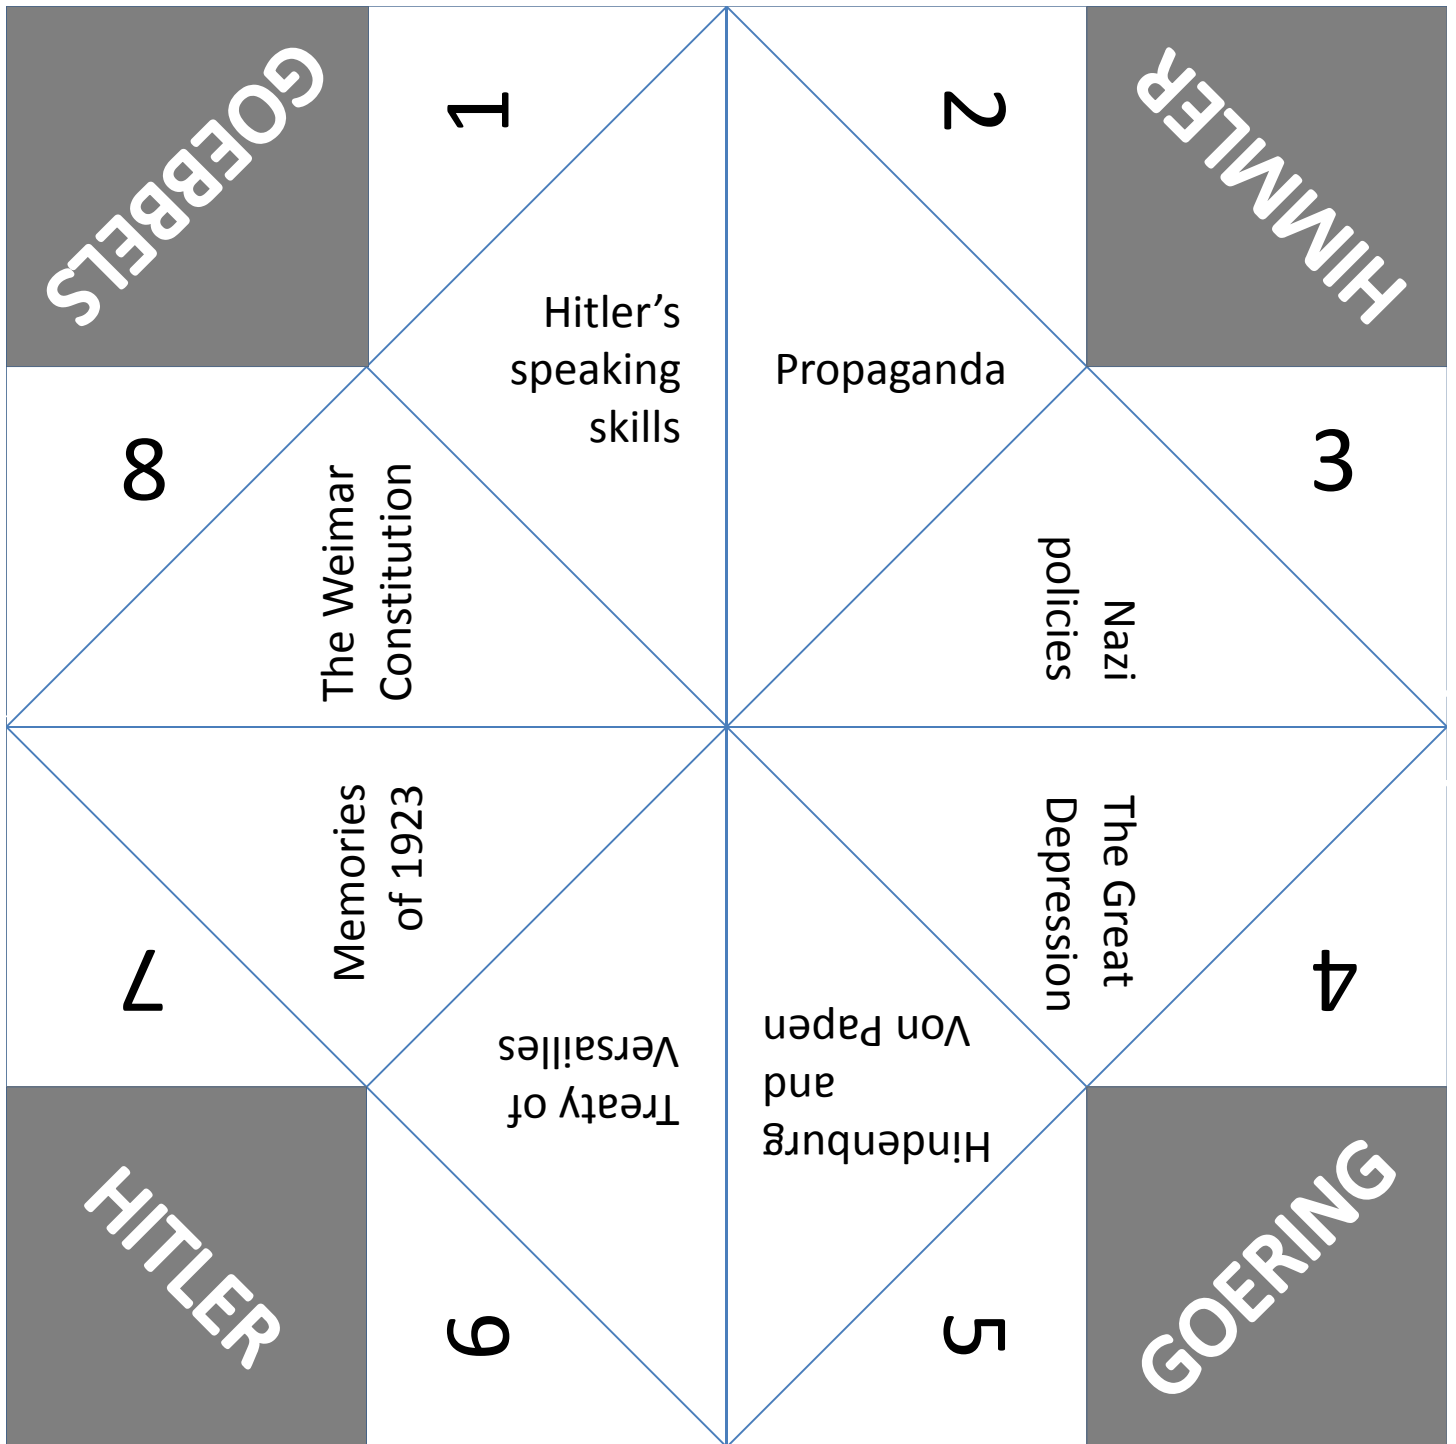 GOEBBELS
1
2
HIMMLER
Hitler’s
speaking
skills
Propaganda
8
3
The Weimar
Constitution
Nazi
policies
Memories
of 1923
The Great
Depression
7
4
Treaty of
Versailles
Hindenburg
and
Von Papen
HITLER
6
5
GOERING